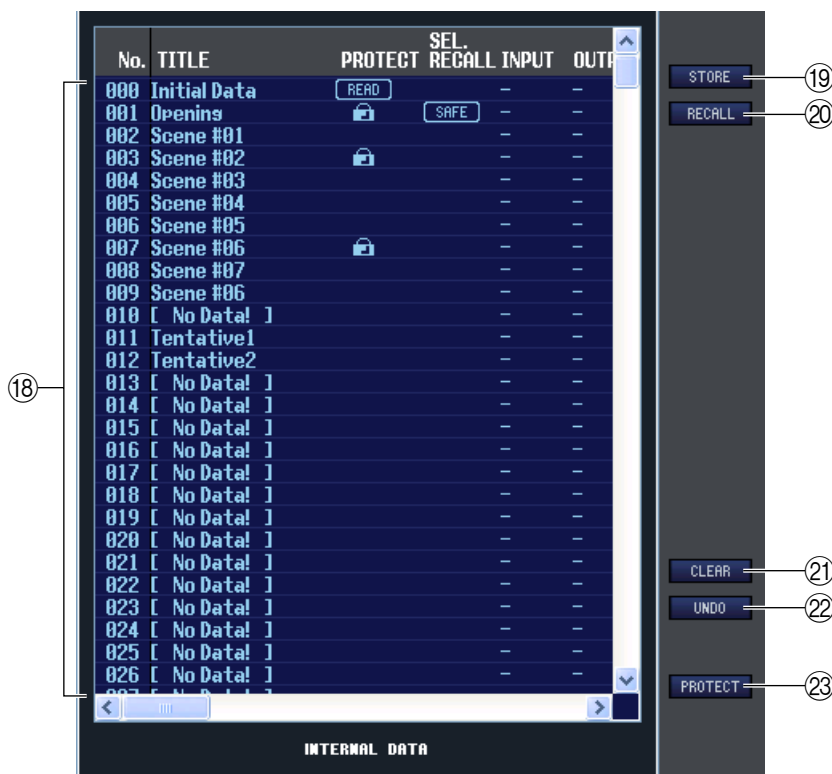 No. TITLE PROTECT SEL. RECALL INPUT OUTP
000 Initial Data READ – –
001 Opening SAFE – –
002 Scene #01 – –
003 Scene #02 – –
004 Scene #03 – –
005 Scene #04 – –
006 Scene #05 – –
007 Scene #06 – –
008 Scene #07 – –
009 Scene #06 – –
010 [ No Data! ] – –
011 Tentative1 – –
012 Tentative2 – –
013 [ No Data! ] – –
014 [ No Data! ] – –
015 [ No Data! ] – –
016 [ No Data! ] – –
017 [ No Data! ] – –
018 [ No Data! ] – –
019 [ No Data! ] – –
020 [ No Data! ] – –
021 [ No Data! ] – –
022 [ No Data! ] – –
023 [ No Data! ] – –
024 [ No Data! ] – –
025 [ No Data! ] – –
026 [ No Data! ] – –
INTERNAL DATA
⑱
STORE ⑲
RECALL ⑳
CLEAR ㉑
UNDO ㉒
PROTECT ㉓